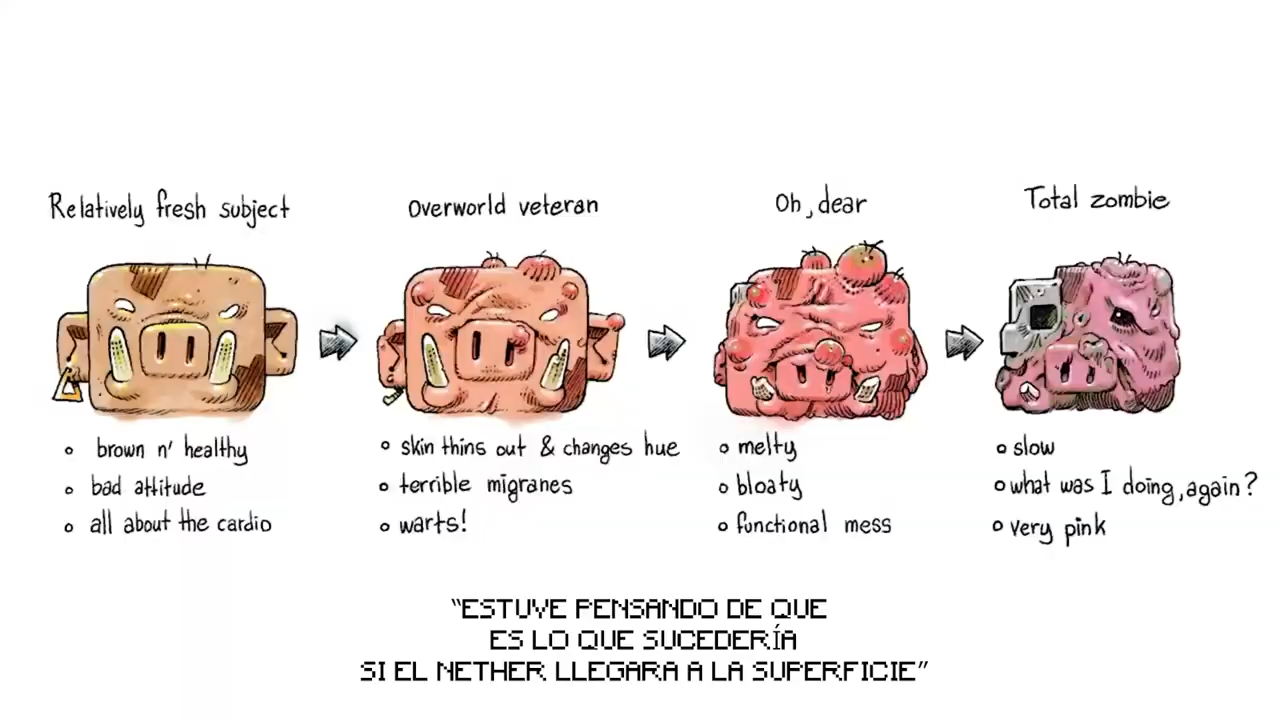 Relatively fresh subject
Overworld veteran
Oh, dear
Total zombie
brown n' healthy
bad attitude
all about the cardio
skin thins out & changes hue
terrible migranes
warts!
melty
bloaty
functional mess
slow
what was I doing, again?
very pink
“ESTUVE PENSANDO DE QUE
ES LO QUE SUCEDERÍA
SI EL NETHER LLEGARA A LA SUPERFICIE”